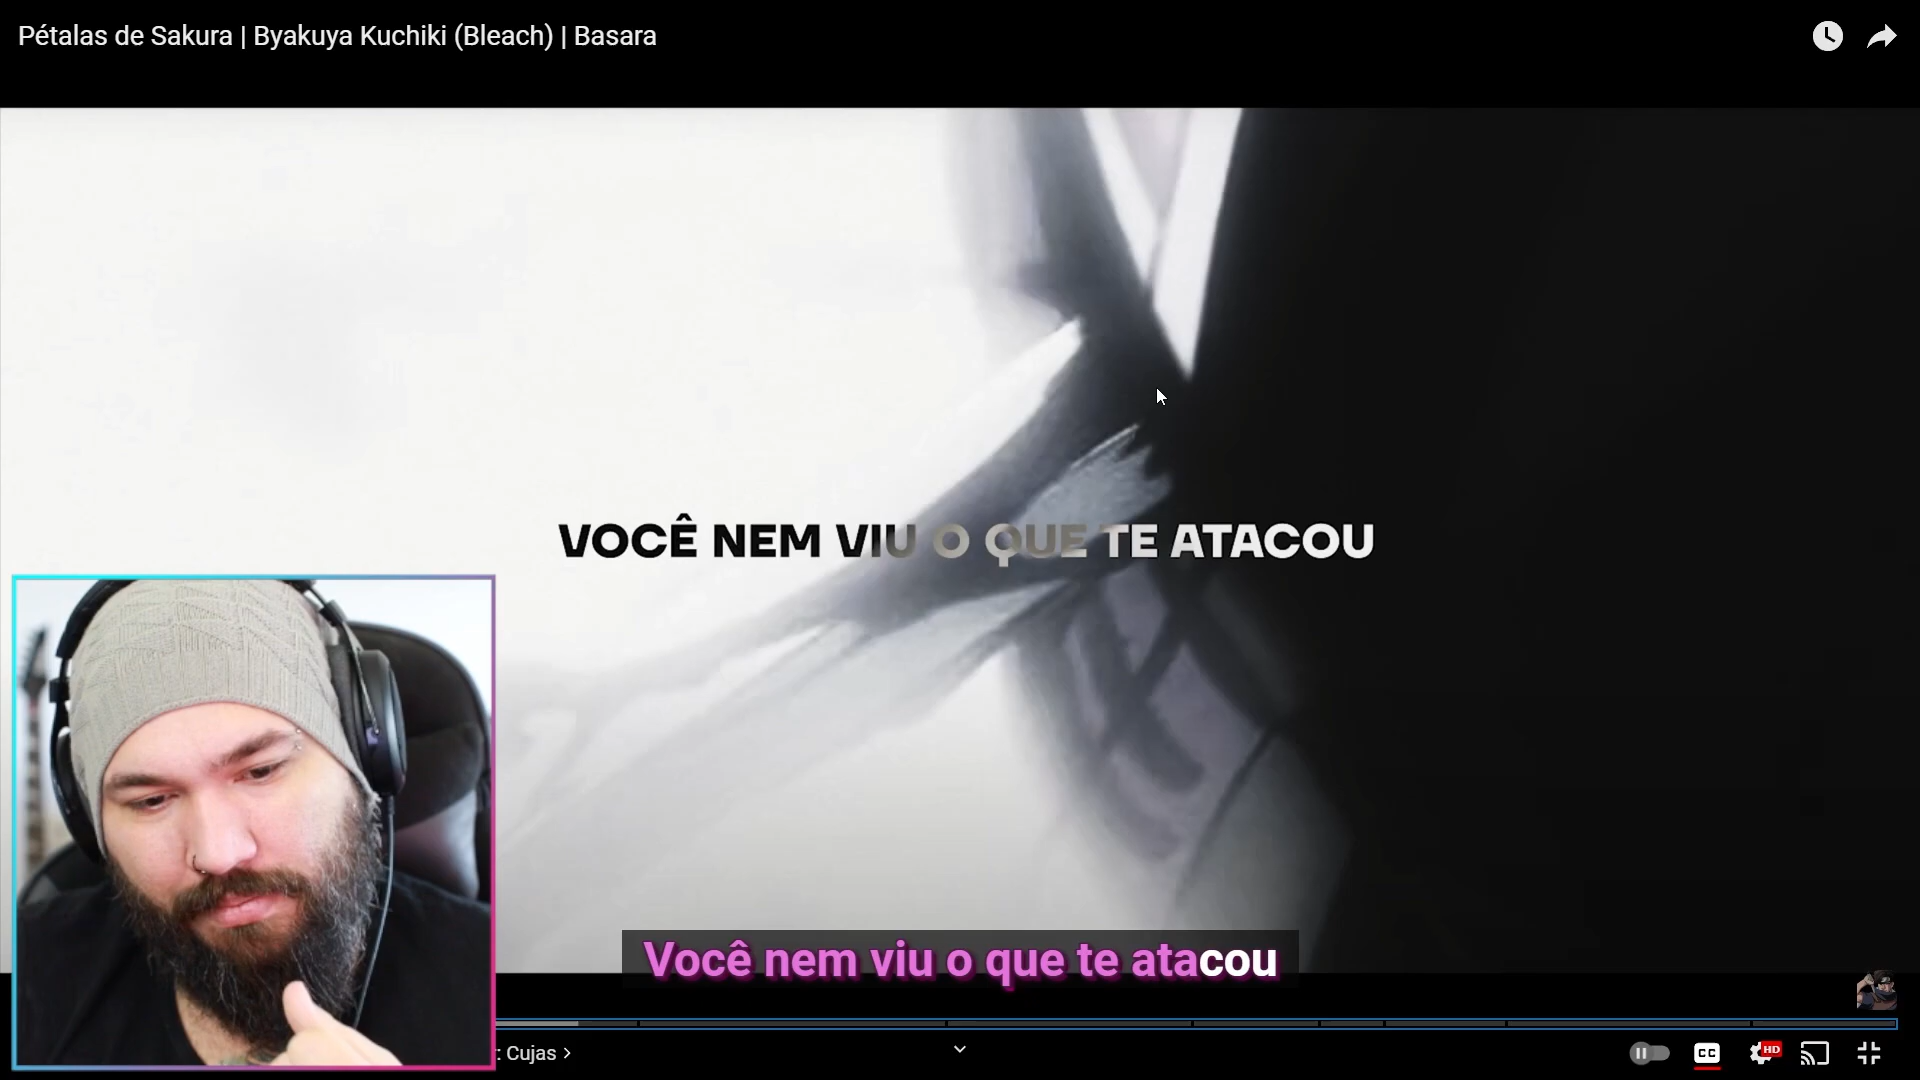 Pétalas de Sakura | Byakuya Kuchiki (Bleach) | Basara
VOCÊ NEM VIU O QUE TE ATACOU
Você nem viu o que te atacou
: Cujas
CC
HD